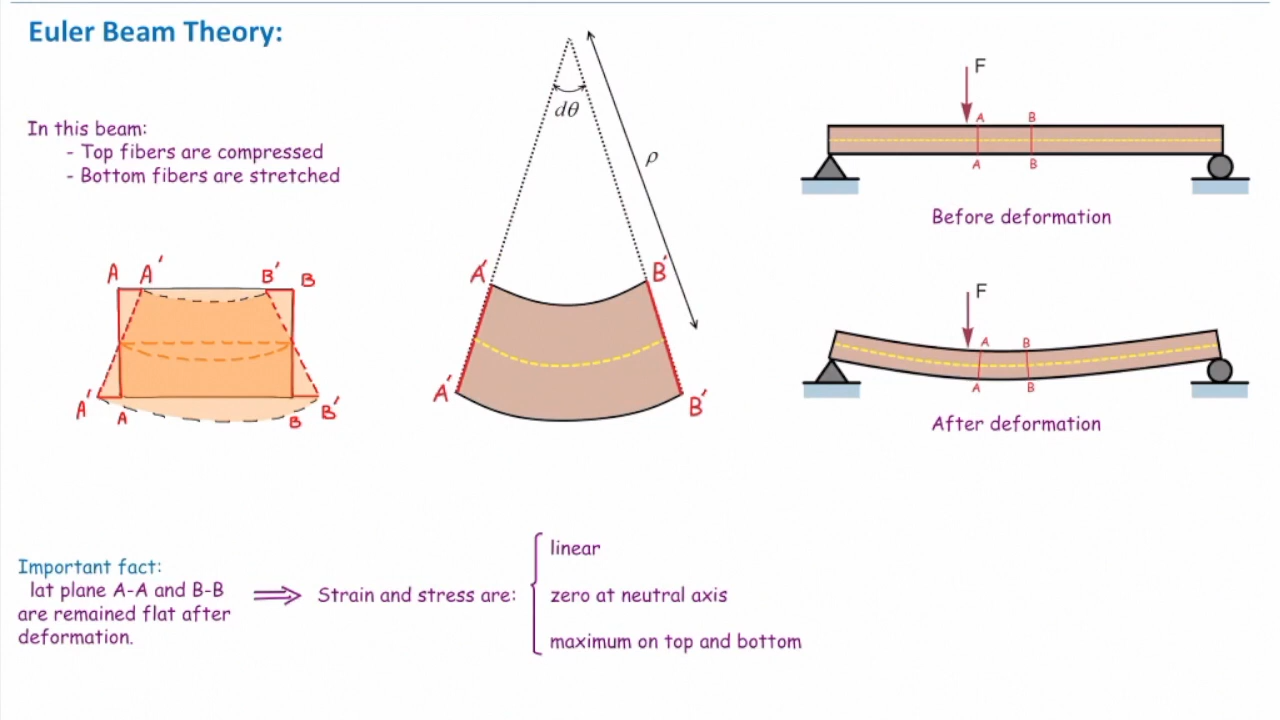 Euler Beam Theory:
In this beam:
- Top fibers are compressed
- Bottom fibers are stretched
A A′ B′ B
A′ A B B′
dθ
ρ
A′ B′
A′ B′
F
A B
A B
Before deformation
F
A B
A B
After deformation
Important fact:
lat plane A-A and B-B
are remained flat after
deformation.
Strain and stress are:
linear
zero at neutral axis
maximum on top and bottom